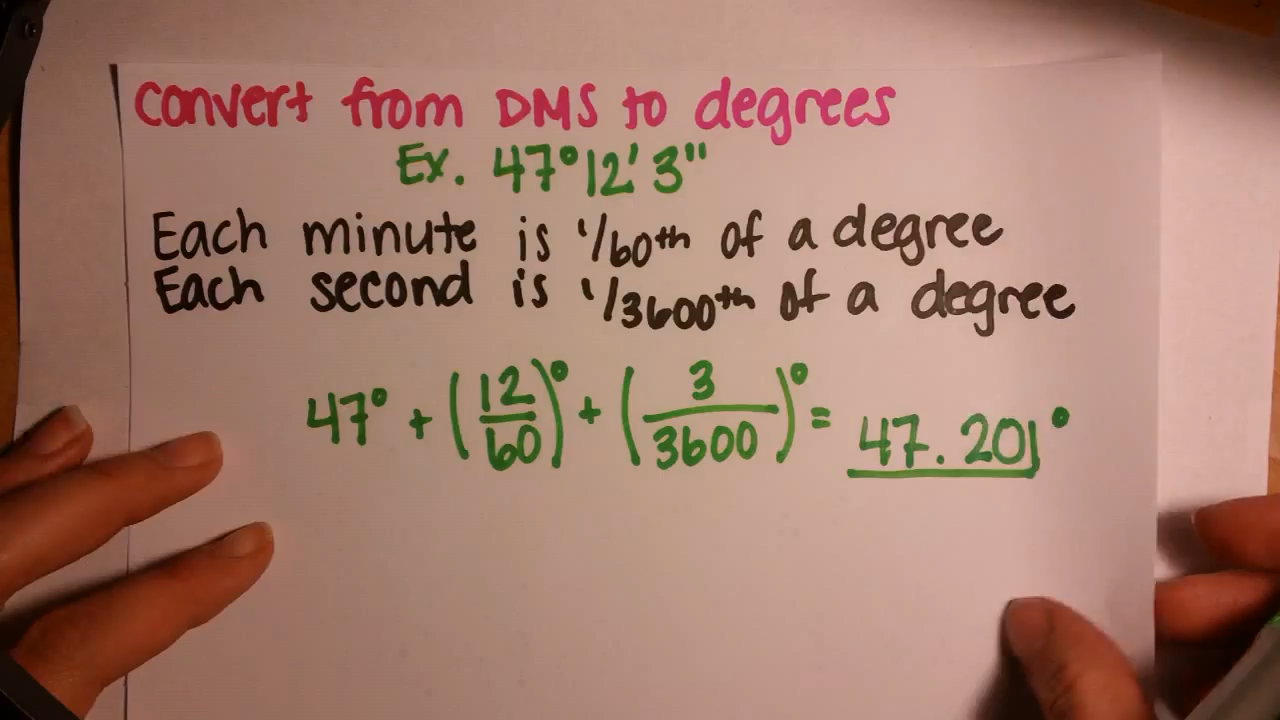 convert from DMS to degrees
Ex. 47°12'3"
Each minute is 1/60th of a degree
Each second is 1/3600th of a degree
47° + (12/60)° + (3/3600)° = 47.201°